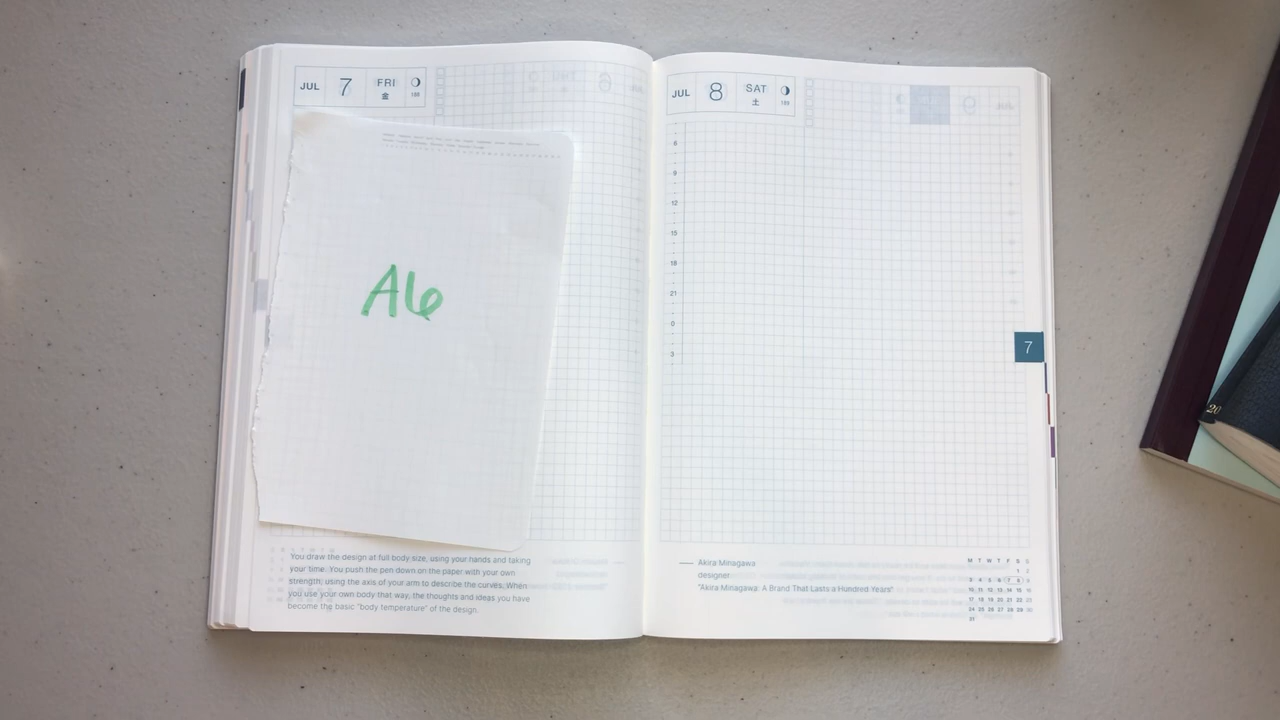 JUL 7 FRI
金 188
A6
You draw the design at full body size, using your hands and taking
your time. You push the pen down on the paper with your own
strength, using the axis of your arm to describe the curves. When
you use your own body that way, the thoughts and ideas you have
become the basic "body temperature" of the design.
JUL 8 SAT
土 189
8
9
12
15
18
21
0
3
7
Akira Minagawa
designer
"Akira Minagawa: A Brand That Lasts a Hundred Years"
M T W T F S S
1 2
3 4 5 6 7 8 9
10 11 12 13 14 15 16
17 18 19 20 21 22 23
24 25 26 27 28 29 30
31
20